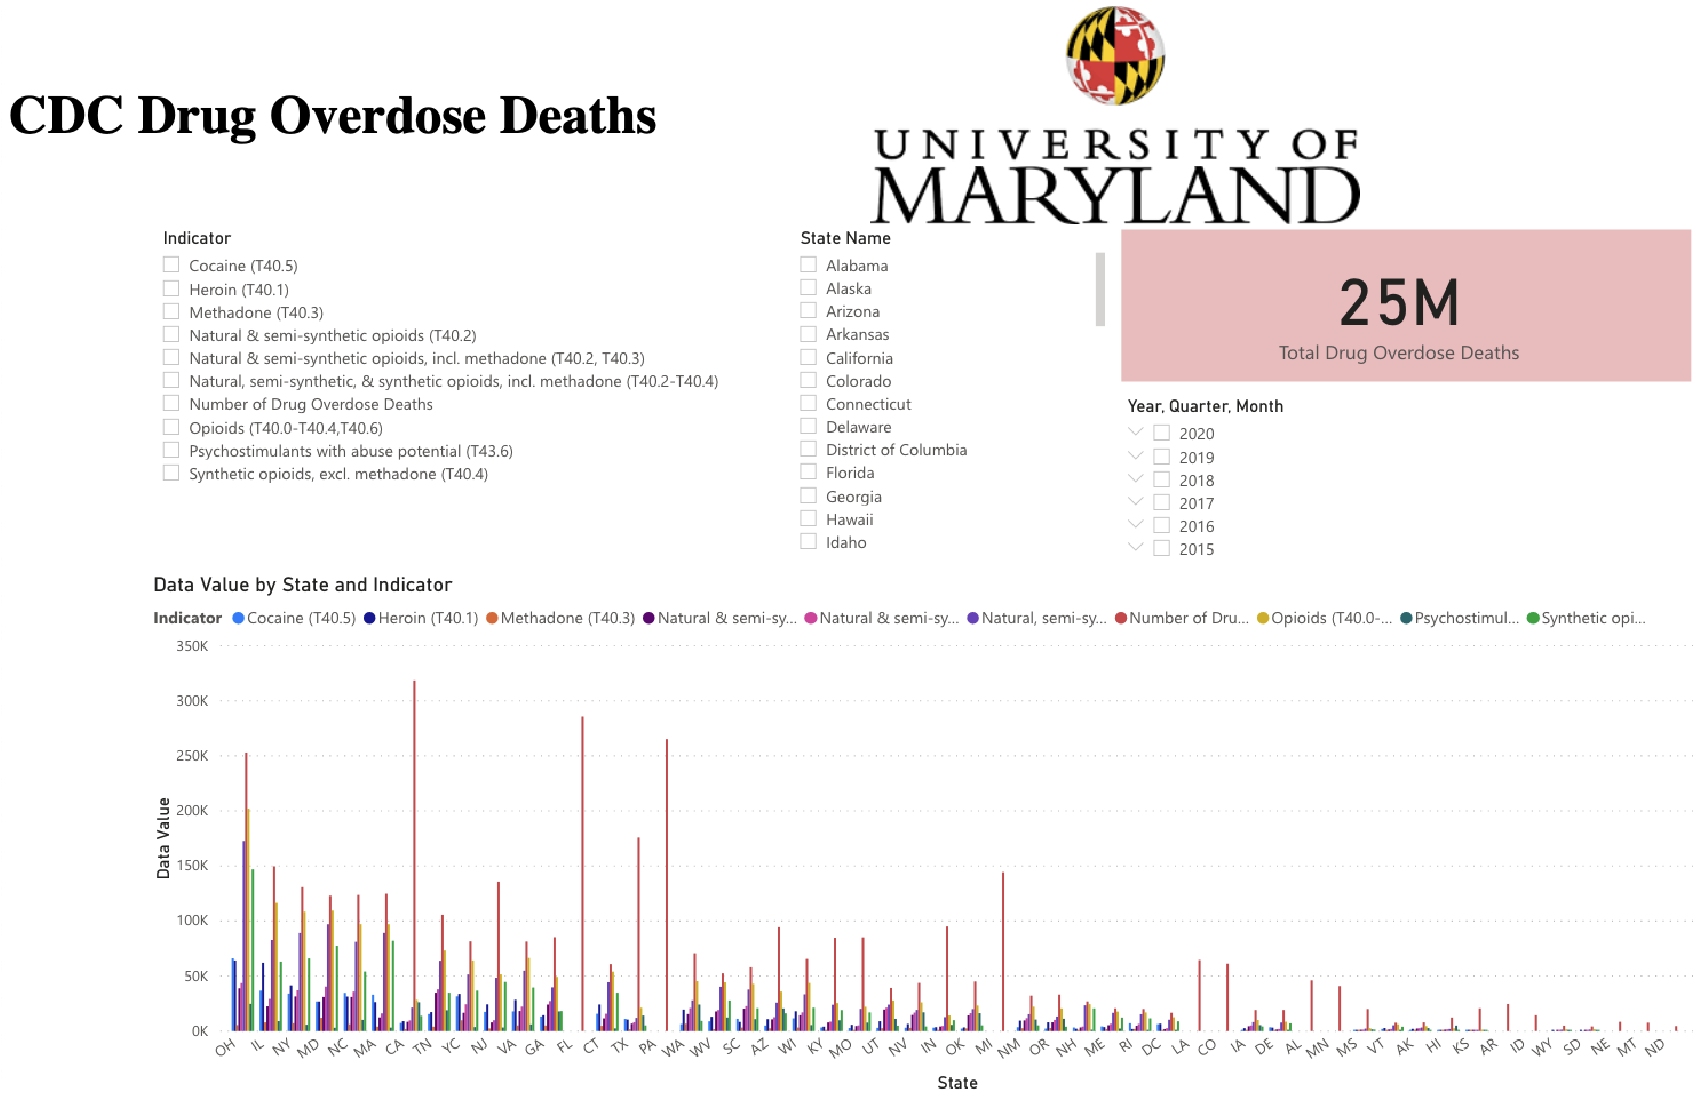 CDC Drug Overdose Deaths
UNIVERSITY OF
MARYLAND
Indicator
Cocaine (T40.5)
Heroin (T40.1)
Methadone (T40.3)
Natural & semi-synthetic opioids (T40.2)
Natural & semi-synthetic opioids, incl. methadone (T40.2, T40.3)
Natural, semi-synthetic, & synthetic opioids, incl. methadone (T40.2-T40.4)
Number of Drug Overdose Deaths
Opioids (T40.0-T40.4,T40.6)
Psychostimulants with abuse potential (T43.6)
Synthetic opioids, excl. methadone (T40.4)
State Name
Alabama
Alaska
Arizona
Arkansas
California
Colorado
Connecticut
Delaware
District of Columbia
Florida
Georgia
Hawaii
Idaho
25M
Total Drug Overdose Deaths
Year, Quarter, Month
2020
2019
2018
2017
2016
2015
Data Value by State and Indicator
Indicator Cocaine (T40.5) Heroin (T40.1) Methadone (T40.3) Natural & semi-sy... Natural & semi-sy... Natural, semi-sy... Number of Dru... Opioids (T40.0-... Psychostimul... Synthetic opi...
350K
300K
250K
200K
150K
100K
50K
0K
Data Value
OH IL NY MD NC MA CA TN YC NJ VA GA FL CT TX PA WA WV SC AZ WI KY MO UT NV IN OK MI NM OR NH ME RI DC LA CO IA DE AL MN MS VT AK HI KS AR ID WY SD NE MT ND
State